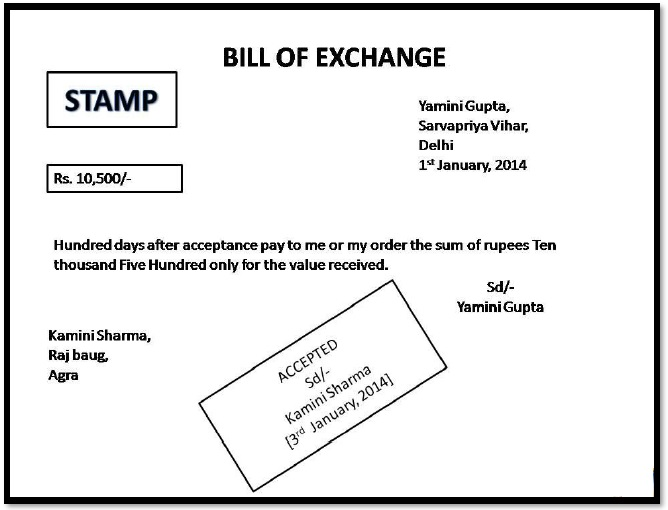 BILL OF EXCHANGE
STAMP
Yamini Gupta,
Sarvapriya Vihar,
Delhi
1st January, 2014
Rs. 10,500/-
Hundred days after acceptance pay to me or my order the sum of rupees Ten
thousand Five Hundred only for the value received.
Sd/-
Yamini Gupta
Kamini Sharma,
Raj baug,
Agra
ACCEPTED
Sd/-
Kamini Sharma
[3rd January, 2014]